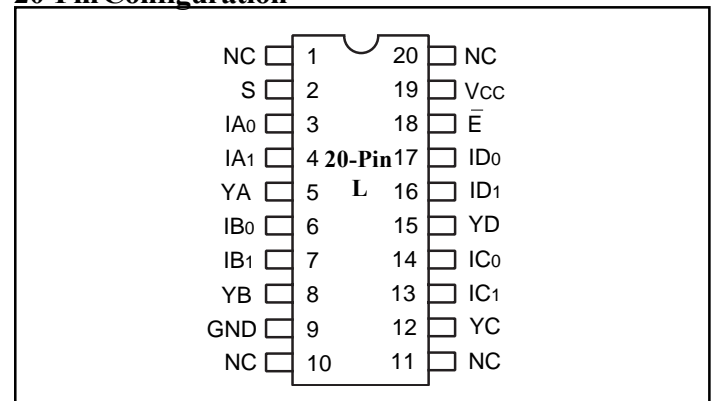 20-Pin Configuration
NC 1 20 NC
S 2 19 VCC
IA0 3 18 E̅
IA1 4 20-Pin 17 ID0
YA 5 L 16 ID1
IB0 6 15 YD
IB1 7 14 IC0
YB 8 13 IC1
GND 9 12 YC
NC 10 11 NC